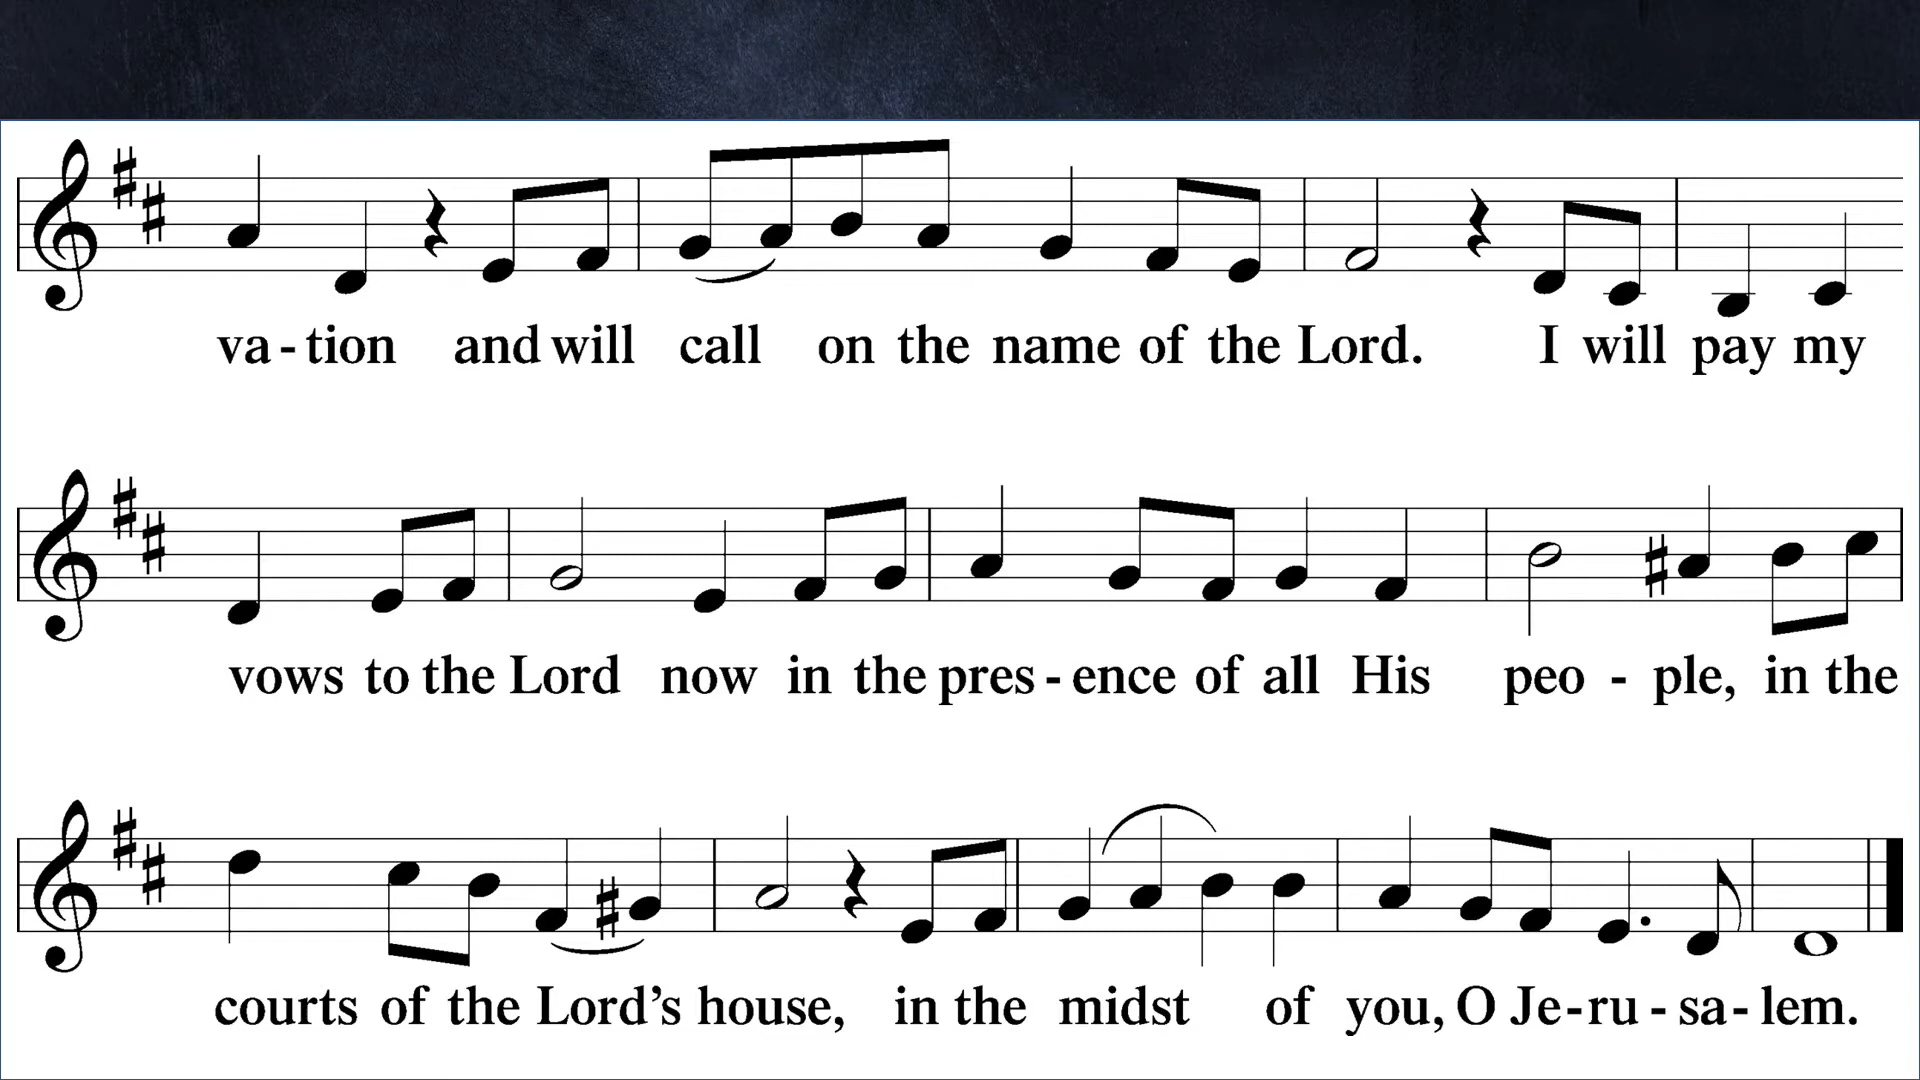 va - tion and will call on the name of the Lord. I will pay my
vows to the Lord now in the pres - ence of all His peo - ple, in the
courts of the Lord’s house, in the midst of you, O Je - ru - sa - lem.